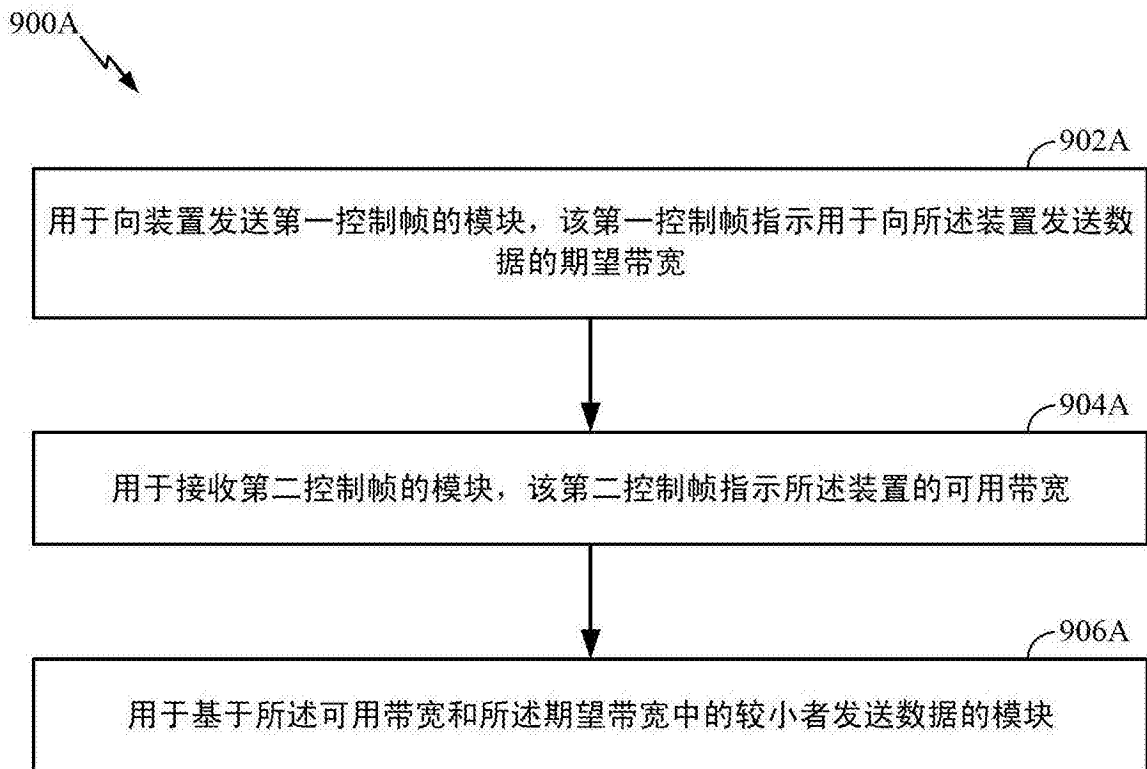 900A
902A
用于向装置发送第一控制帧的模块，该第一控制帧指示用于向所述装置发送数
据的期望带宽
904A
用于接收第二控制帧的模块，该第二控制帧指示所述装置的可用带宽
906A
用于基于所述可用带宽和所述期望带宽中的较小者发送数据的模块